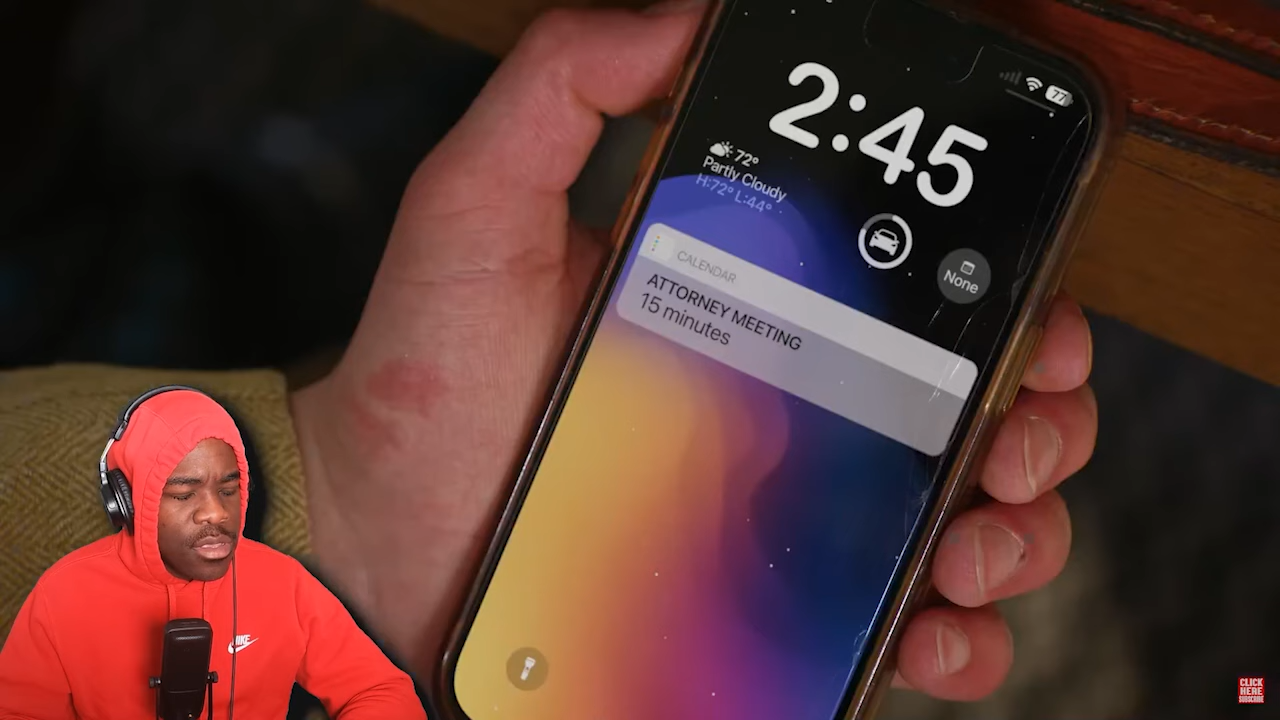 77
2:45
72°
Partly Cloudy
H:72° L:44°
None
CALENDAR
ATTORNEY MEETING
15 minutes
NIKE
CLICK
HERE
SUBSCRIBE